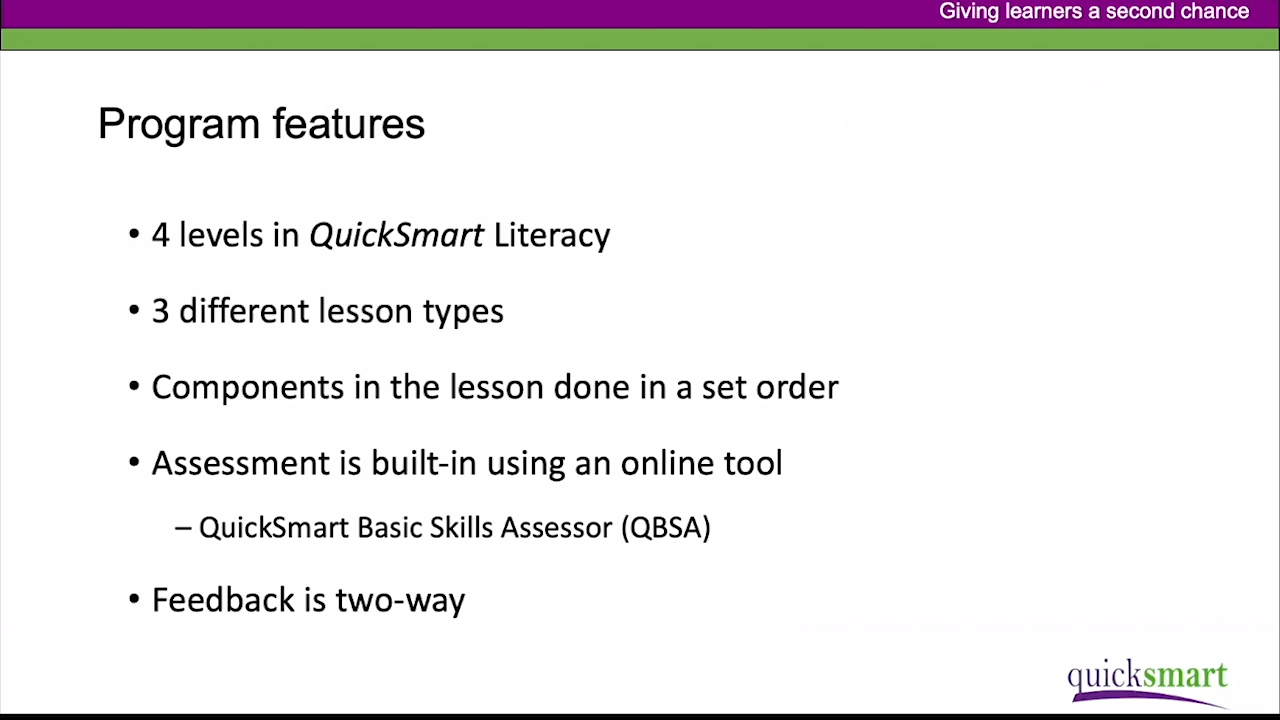 Giving learners a second chance
Program features
• 4 levels in QuickSmart Literacy
• 3 different lesson types
• Components in the lesson done in a set order
• Assessment is built-in using an online tool
– QuickSmart Basic Skills Assessor (QBSA)
• Feedback is two-way
quicksmart